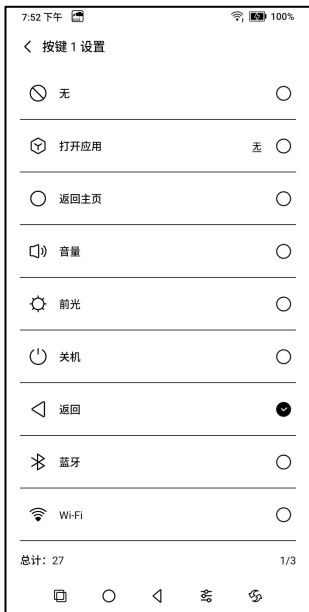 7:52 下午 100%
按键 1 设置
无
打开应用 无
返回主页
音量
前光
关机
返回
蓝牙
Wi-Fi
总计：27 1/3